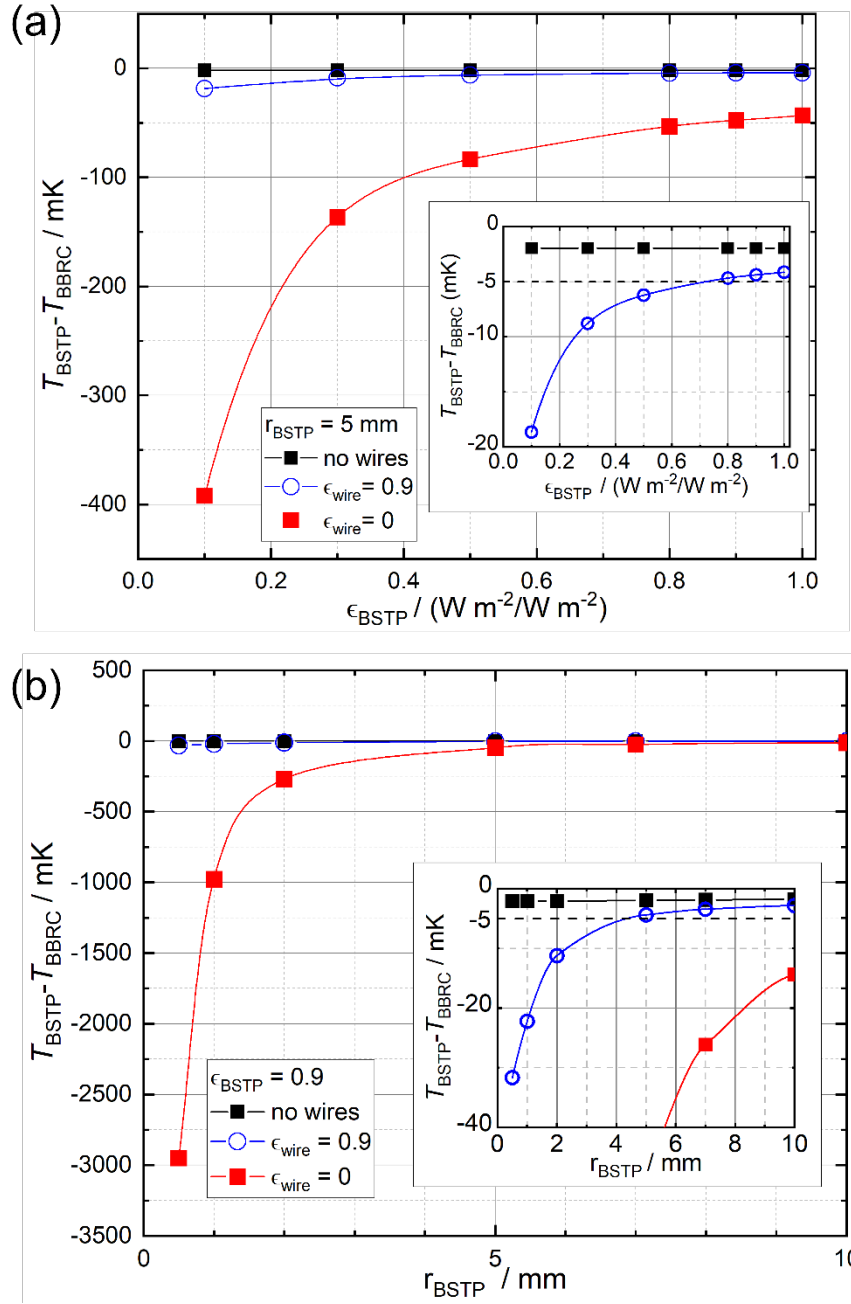 (a)
50
0
-100
-200
-300
-400
T_BSTP-T_BBRC / mK
0.0 0.2 0.4 0.6 0.8 1.0
ϵ_BSTP / (W m⁻²/W m⁻²)
r_BSTP = 5 mm
no wires
ϵ_wire = 0.9
ϵ_wire = 0
0
-5
-10
-20
T_BSTP-T_BBRC (mK)
0.0 0.2 0.4 0.6 0.8 1.0
ϵ_BSTP / (W m⁻²/W m⁻²)
(b)
500
0
-500
-1000
-1500
-2000
-2500
-3000
-3500
T_BSTP-T_BBRC / mK
0 5 10
r_BSTP / mm
ϵ_BSTP = 0.9
no wires
ϵ_wire = 0.9
ϵ_wire = 0
0
-5
-20
-40
T_BSTP-T_BBRC / mK
0 2 4 6 8 10
r_BSTP / mm